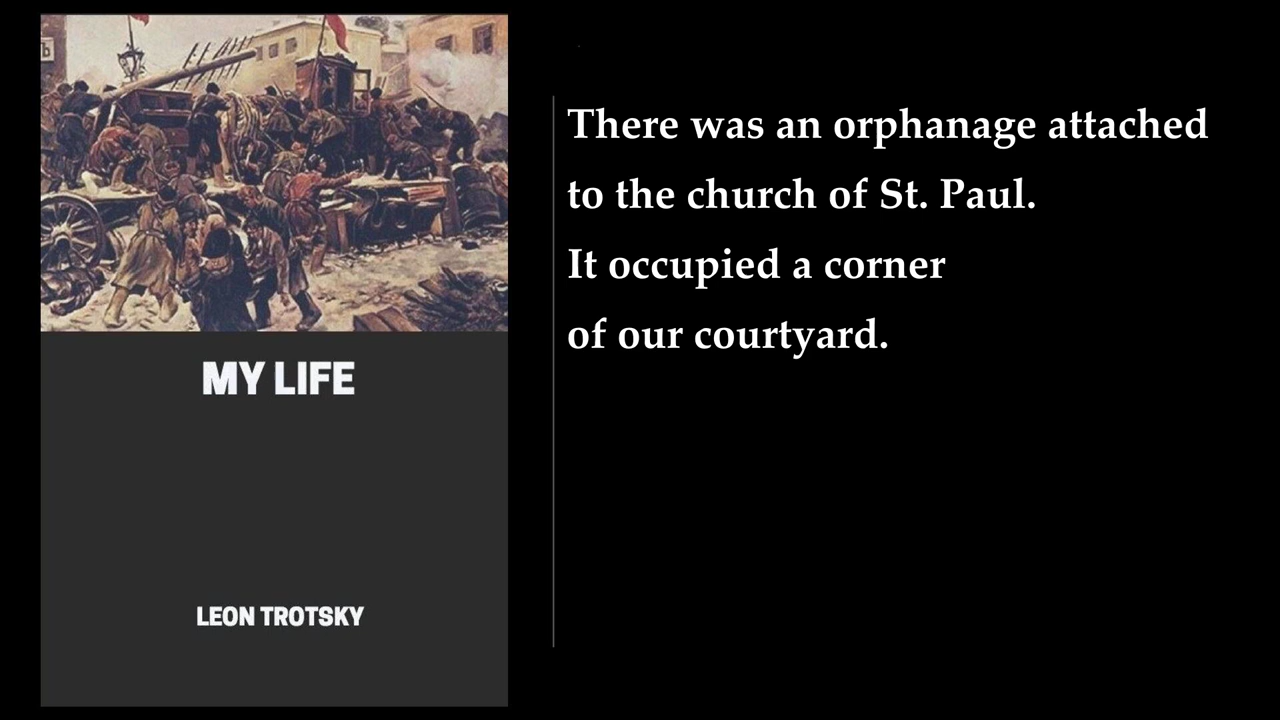 MY LIFE
LEON TROTSKY
There was an orphanage attached
to the church of St. Paul.
It occupied a corner
of our courtyard.